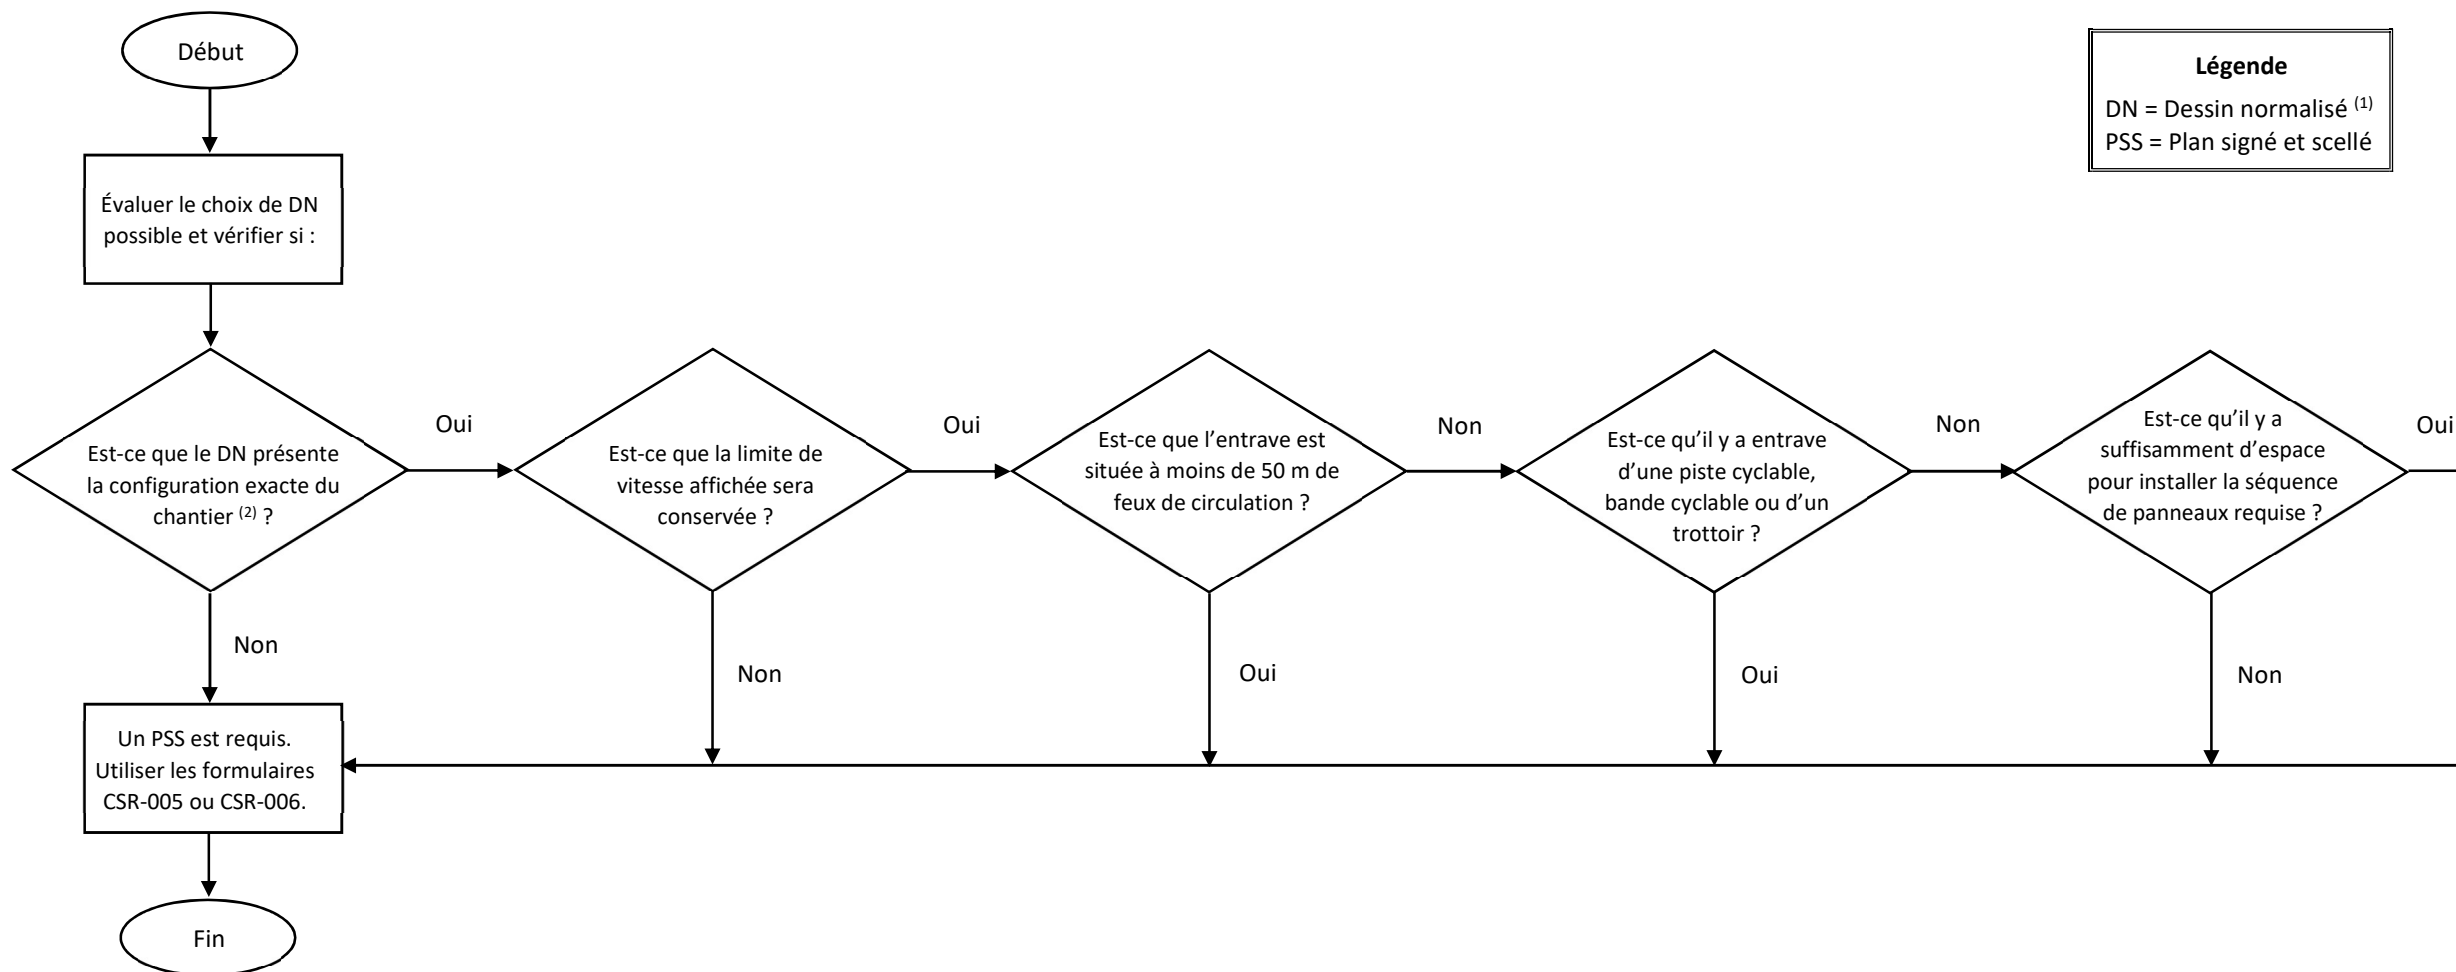 Début
Légende
DN = Dessin normalisé (1)
PSS = Plan signé et scellé
Évaluer le choix de DN
possible et vérifier si :
Est-ce que le DN présente
la configuration exacte du
chantier (2) ?
Oui
Non
Est-ce que la limite de
vitesse affichée sera
conservée ?
Oui
Non
Est-ce que l’entrave est
située à moins de 50 m de
feux de circulation ?
Non
Oui
Est-ce qu’il y a entrave
d’une piste cyclable,
bande cyclable ou d’un
trottoir ?
Non
Oui
Est-ce qu’il y a
suffisamment d’espace
pour installer la séquence
de panneaux requise ?
Oui
Non
Un PSS est requis.
Utiliser les formulaires
CSR-005 ou CSR-006.
Fin